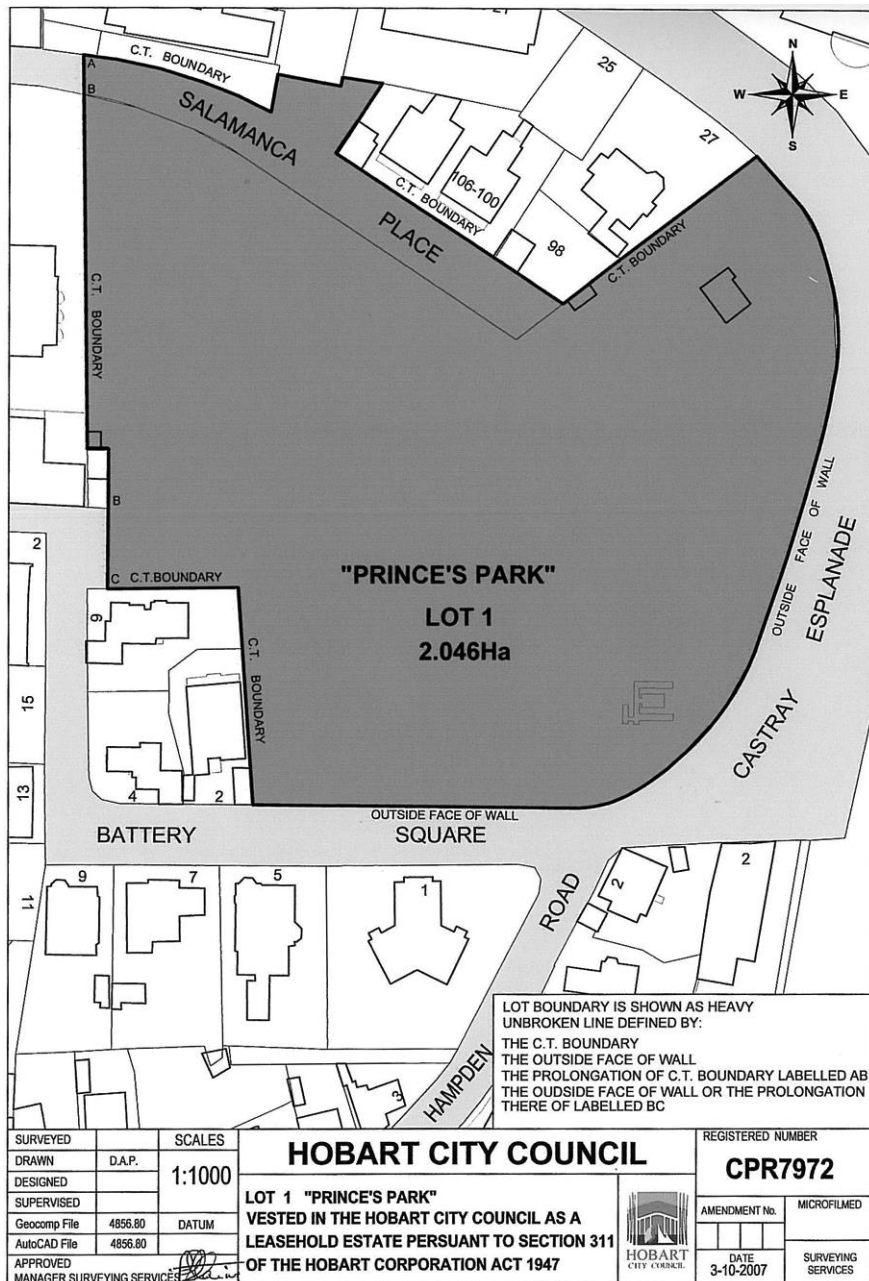 21
C.T. BOUNDARY
A
B
SALAMANCA
25
N
W E
S
27
106-100
C.T. BOUNDARY
PLACE
98
C.T. BOUNDARY
C.T. BOUNDARY
B
2
C C.T.BOUNDARY
"PRINCE'S PARK"
LOT 1
2.046Ha
OUTSIDE FACE OF WALL
ESPLANADE
6
C.T. BOUNDARY
15
CASTRAY
13
4
2
OUTSIDE FACE OF WALL
BATTERY SQUARE
11
9
7
5
1
2
2
ROAD
HAMPDEN
3
LOT BOUNDARY IS SHOWN AS HEAVY
UNBROKEN LINE DEFINED BY:
THE C.T. BOUNDARY
THE OUTSIDE FACE OF WALL
THE PROLONGATION OF C.T. BOUNDARY LABELLED AB
THE OUDSIDE FACE OF WALL OR THE PROLONGATION
THERE OF LABELLED BC
SURVEYED
DRAWN D.A.P.
DESIGNED
SUPERVISED
Geocomp File 4856.80
AutoCAD File 4856.80
APPROVED
MANAGER SURVEYING SERVICES
SCALES
1:1000
DATUM
HOBART CITY COUNCIL
LOT 1 "PRINCE'S PARK"
VESTED IN THE HOBART CITY COUNCIL AS A
LEASEHOLD ESTATE PURSUANT TO SECTION 311
OF THE HOBART CORPORATION ACT 1947
HOBART
CITY COUNCIL
REGISTERED NUMBER
CPR7972
AMENDMENT No.
MICROFILMED
DATE
3-10-2007
SURVEYING
SERVICES